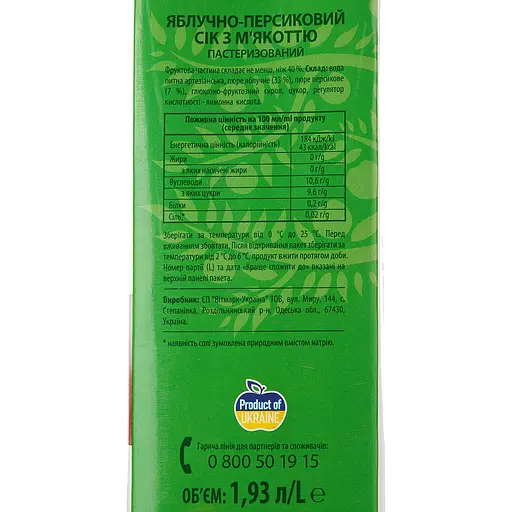 ЯБЛУЧНО-ПЕРСИКОВИЙ
СІК З М'ЯКОТТЮ
ПАСТЕРИЗОВАНИЙ
Фруктова частина складає не менш, ніж 40 %. Склад: вода
питна артезіанська, пюре яблучне (33 %), пюре персикове
(7 %), глюкозно-фруктозний сироп, цукор, регулятор
кислотності - лимонна кислота.
Поживна цінність на 100 мл/ml продукту
(середнє значення)
Енергетична цінність (калорійність) 184 кДж/kJ
43 ккал/kcal
Жири 0 г/g
з яких насичені жири 0 г/g
Вуглеводи 10,6 г/g
з яких цукри 9,6 г/g
Білки 0,2 г/g
Сіль* 0,02 г/g
Зберігати за температури від 0 °С до 25 °С. Перед
вживанням збовтати. Після відкривання пакет зберігати за
температури від 2 °С до 6 °С, продукт вжити протягом доби.
Номер партії (L) та дата «Краще спожити до» вказані на
верхній панелі пакета.
Виробник: СП "Вітмарк-Україна" ТОВ, вул. Миру, 144, с.
Степанівка, Роздільнянський р-н, Одеська обл., 67430,
Україна.
* наявність солі зумовлена природним вмістом натрію.
Product of
UKRAINE
Гаряча лінія для партнерів та споживачів:
0 800 50 19 15
ОБ'ЄМ: 1,93 л/L ℮